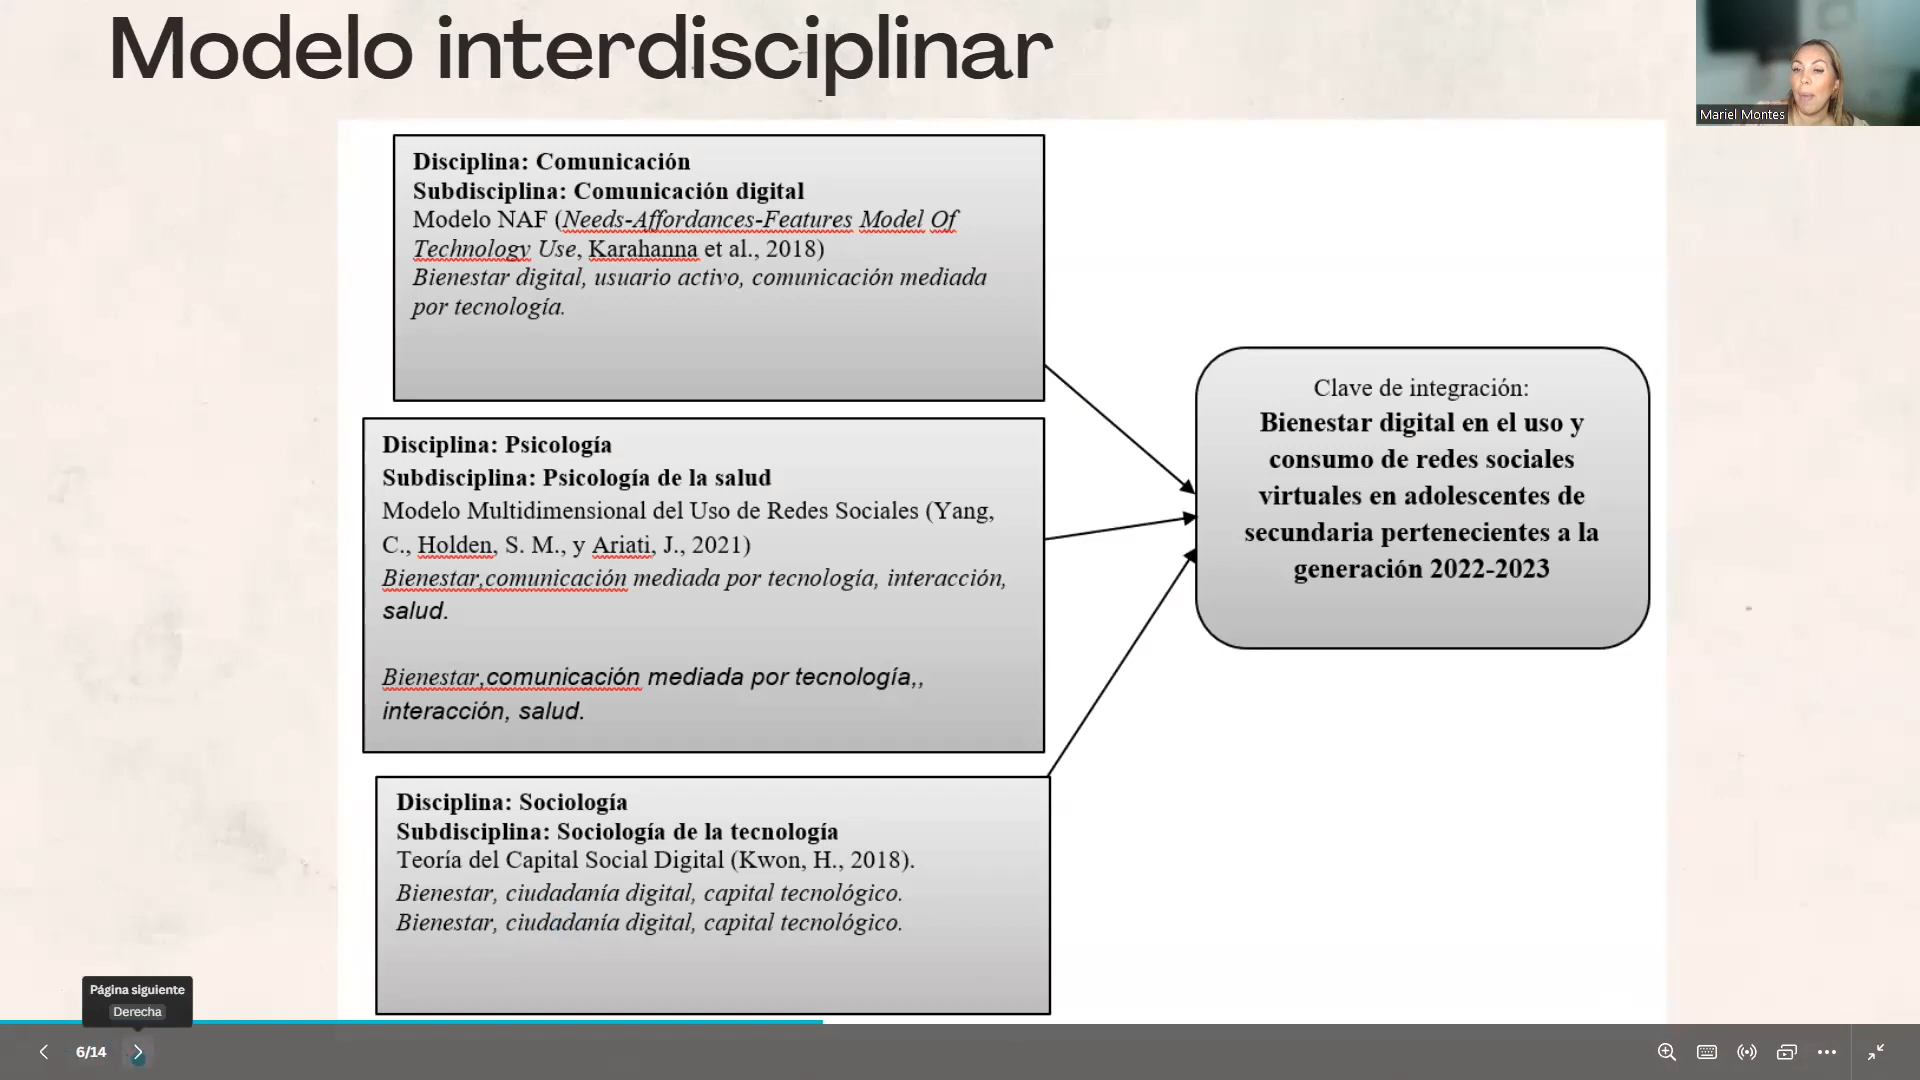 Modelo interdisciplinar
Mariel Montes
Disciplina: Comunicación
Subdisciplina: Comunicación digital
Modelo NAF (Needs-Affordances-Features Model Of
Technology Use, Karahanna et al., 2018)
Bienestar digital, usuario activo, comunicación mediada
por tecnología.
Disciplina: Psicología
Subdisciplina: Psicología de la salud
Modelo Multidimensional del Uso de Redes Sociales (Yang,
C., Holden, S. M., y Ariati, J., 2021)
Bienestar,comunicación mediada por tecnología, interacción,
salud.
Bienestar,comunicación mediada por tecnología,,
interacción, salud.
Disciplina: Sociología
Subdisciplina: Sociología de la tecnología
Teoría del Capital Social Digital (Kwon, H., 2018).
Bienestar, ciudadanía digital, capital tecnológico.
Bienestar, ciudadanía digital, capital tecnológico.
Clave de integración:
Bienestar digital en el uso y
consumo de redes sociales
virtuales en adolescentes de
secundaria pertenecientes a la
generación 2022-2023
Página siguiente
Derecha
6/14